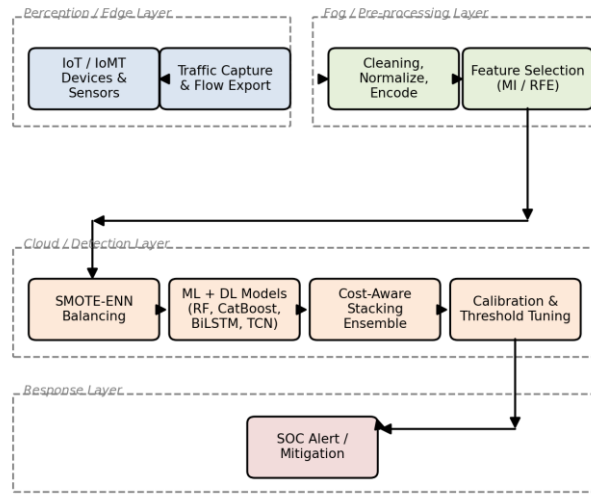 Perception / Edge Layer
Fog / Pre-processing Layer
IoT / IoMT
Devices &
Sensors
Traffic Capture
& Flow Export
Cleaning,
Normalize,
Encode
Feature Selection
(MI / RFE)
Cloud / Detection Layer
SMOTE-ENN
Balancing
ML + DL Models
(RF, CatBoost,
BiLSTM, TCN)
Cost-Aware
Stacking
Ensemble
Calibration &
Threshold Tuning
Response Layer
SOC Alert /
Mitigation